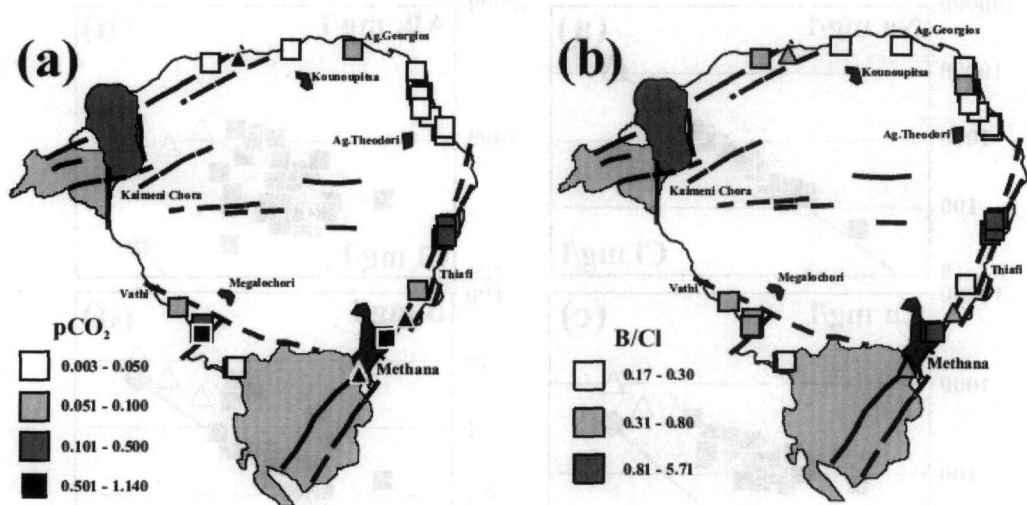 (a)
Ag.Georgios
Kounoupitsa
Ag.Theodori
Kaimeni Chora
Thiafi
Megalochori
Vathi
Methana
pCO₂
0.003 - 0.050
0.051 - 0.100
0.101 - 0.500
0.501 - 1.140
(b)
Ag.Georgios
Kounoupitsa
Ag.Theodori
Kaimeni Chora
Thiafi
Megalochori
Vathi
Methana
B/Cl
0.17 - 0.30
0.31 - 0.80
0.81 - 5.71